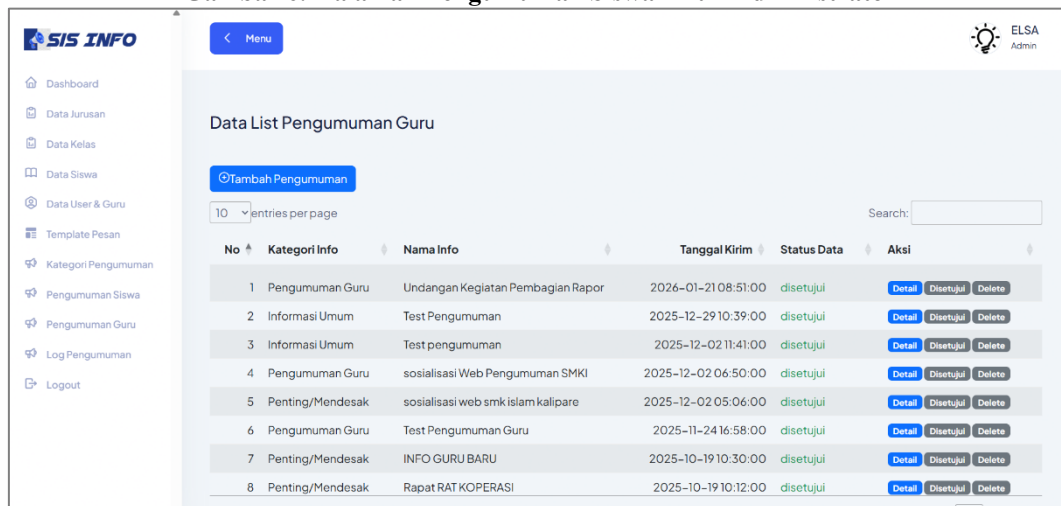 SIS INFO
Menu
ELSA
Admin
Dashboard
Data Jurusan
Data Kelas
Data Siswa
Data User & Guru
Template Pesan
Kategori Pengumuman
Pengumuman Siswa
Pengumuman Guru
Log Pengumuman
Logout
Data List Pengumuman Guru
Tambah Pengumuman
10 entries per page
Search:
No Kategori Info Nama Info Tanggal Kirim Status Data Aksi
1 Pengumuman Guru Undangan Kegiatan Pembagian Rapor 2026-01-21 08:51:00 disetujui Detail Disetujui Delete
2 Informasi Umum Test Pengumuman 2025-12-29 10:39:00 disetujui Detail Disetujui Delete
3 Informasi Umum Test pengumuman 2025-12-02 11:41:00 disetujui Detail Disetujui Delete
4 Pengumuman Guru sosialisasi Web Pengumuman SMKI 2025-12-02 06:50:00 disetujui Detail Disetujui Delete
5 Penting/Mendesak sosialisasi web smk islam kalipare 2025-12-02 05:06:00 disetujui Detail Disetujui Delete
6 Pengumuman Guru Test Pengumuman Guru 2025-11-24 16:58:00 disetujui Detail Disetujui Delete
7 Penting/Mendesak INFO GURU BARU 2025-10-19 10:30:00 disetujui Detail Disetujui Delete
8 Penting/Mendesak Rapat RAT KOPERASI 2025-10-19 10:12:00 disetujui Detail Disetujui Delete